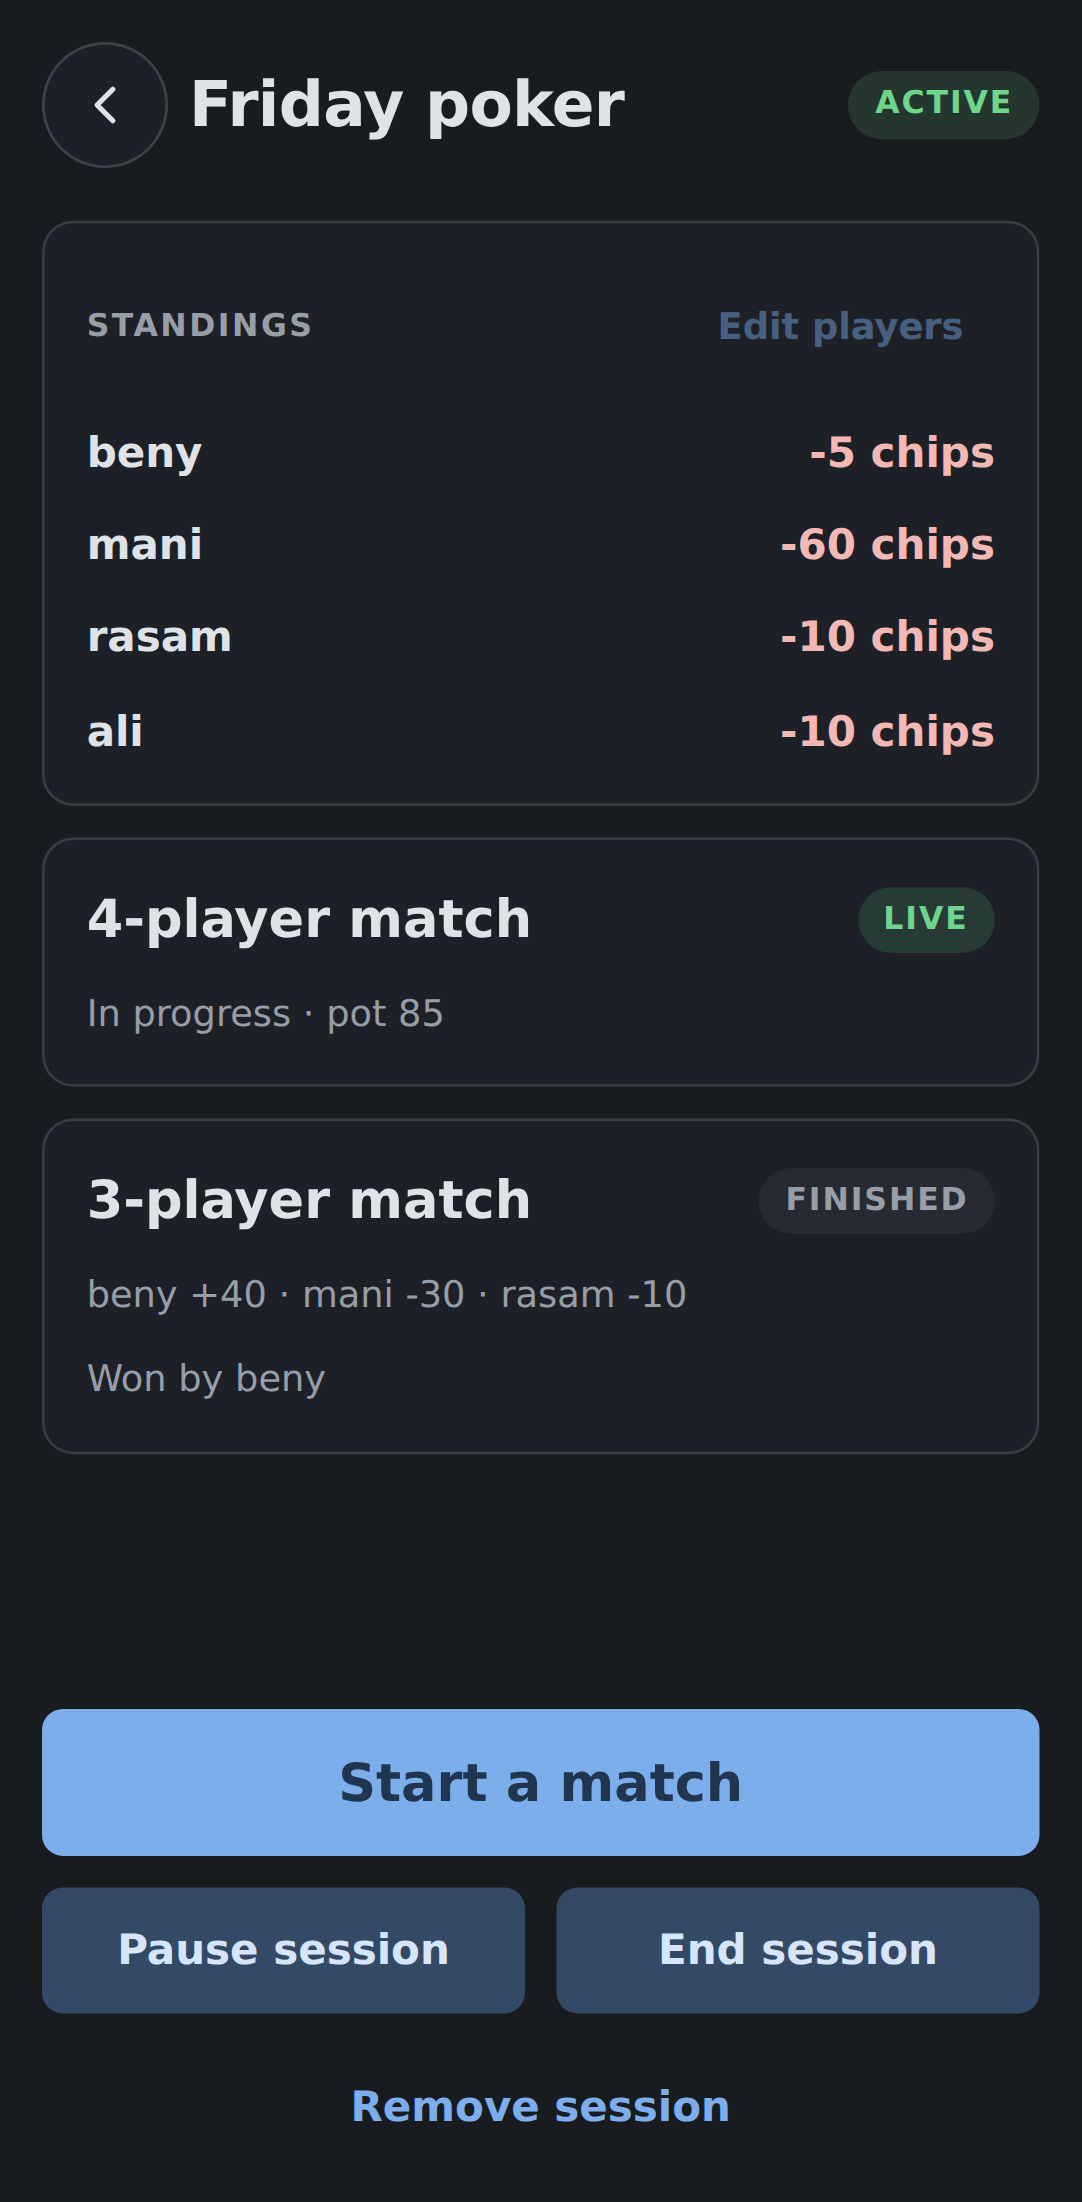 Friday poker
ACTIVE
STANDINGS
Edit players
beny -5 chips
mani -60 chips
rasam -10 chips
ali -10 chips
4-player match
LIVE
In progress · pot 85
3-player match
FINISHED
beny +40 · mani -30 · rasam -10
Won by beny
Start a match
Pause session
End session
Remove session